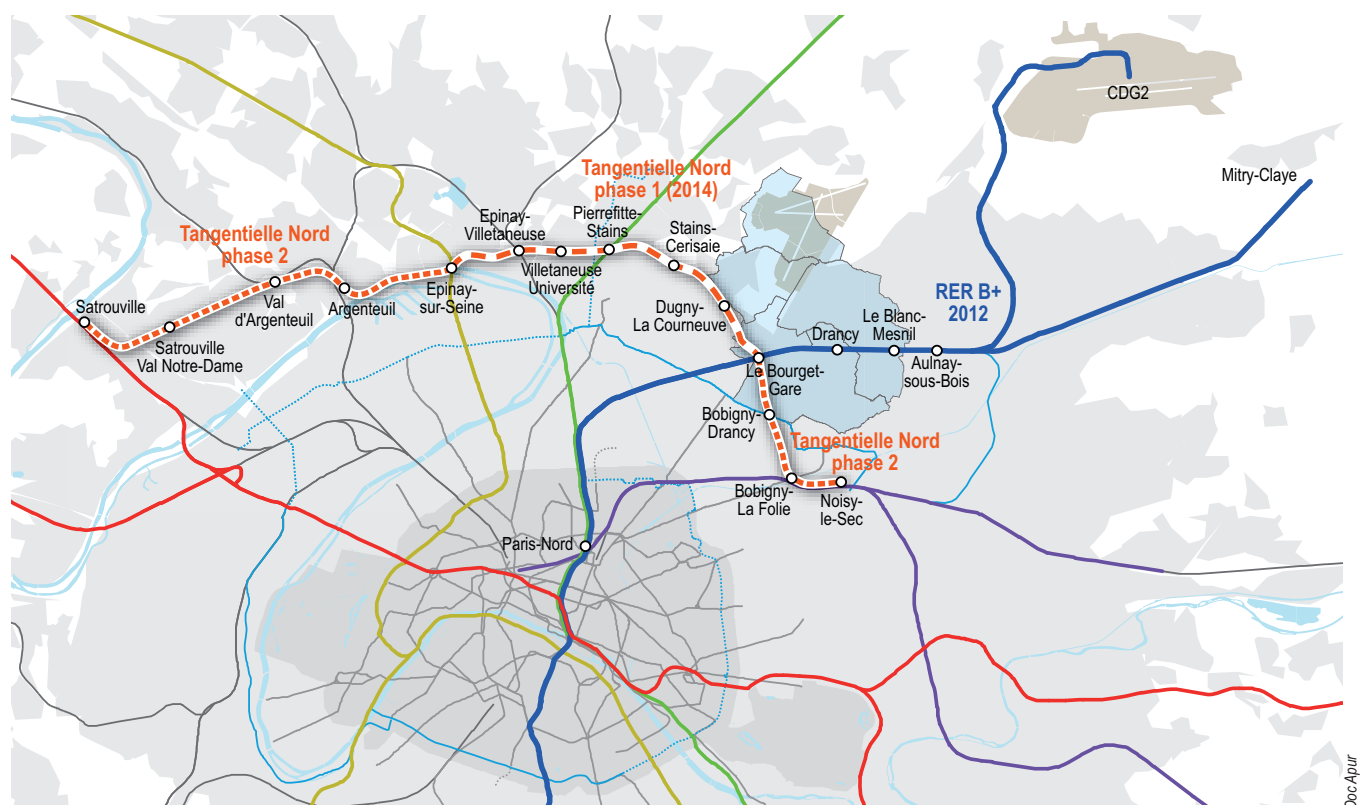 CDG2
Mitry-Claye
Tangentielle Nord
phase 1 (2014)
Epinay-
Villetaneuse
Pierrefitte-
Stains
Stains-
Cerisaie
Tangentielle Nord
phase 2
Villetaneuse
Université
Satrouville
Val
d'Argenteuil
Argenteuil
Epinay-
sur-Seine
Dugny-
La Courneuve
RER B+
2012
Drancy
Le Blanc-
Mesnil
Satrouville
Val Notre-Dame
Le Bourget-
Gare
Aulnay-
sous-Bois
Bobigny-
Drancy
Tangentielle Nord
phase 2
Bobigny-
La Folie
Noisy-
le-Sec
Paris-Nord
Doc Apur